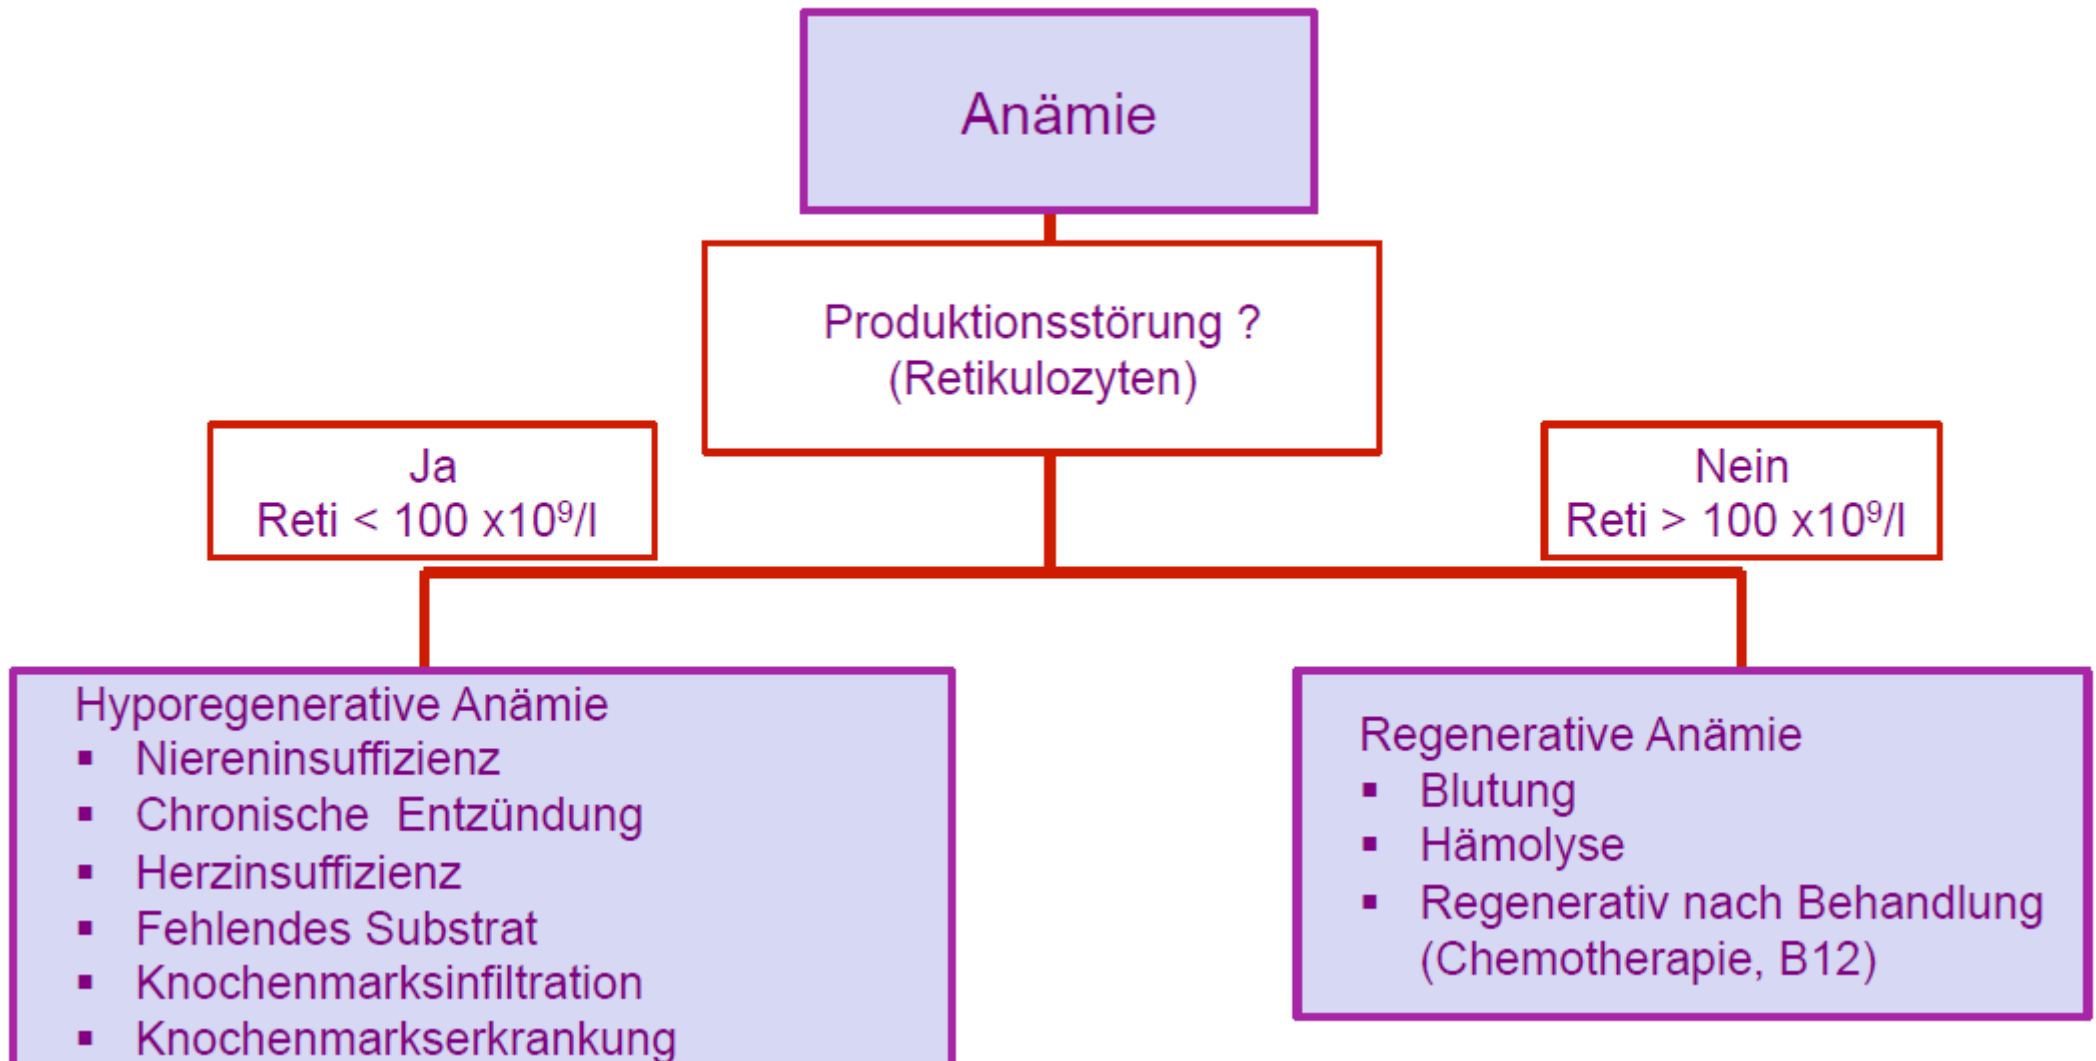 Anämie
Produktionsstörung ?
(Retikulozyten)
Ja
Reti < 100 x10⁹/l
Nein
Reti > 100 x10⁹/l
Hyporegenerative Anämie
▪ Niereninsuffizienz
▪ Chronische  Entzündung
▪ Herzinsuffizienz
▪ Fehlendes Substrat
▪ Knochenmarksinfiltration
▪ Knochenmarkserkrankung
Regenerative Anämie
▪ Blutung
▪ Hämolyse
▪ Regenerativ nach Behandlung
(Chemotherapie, B12)